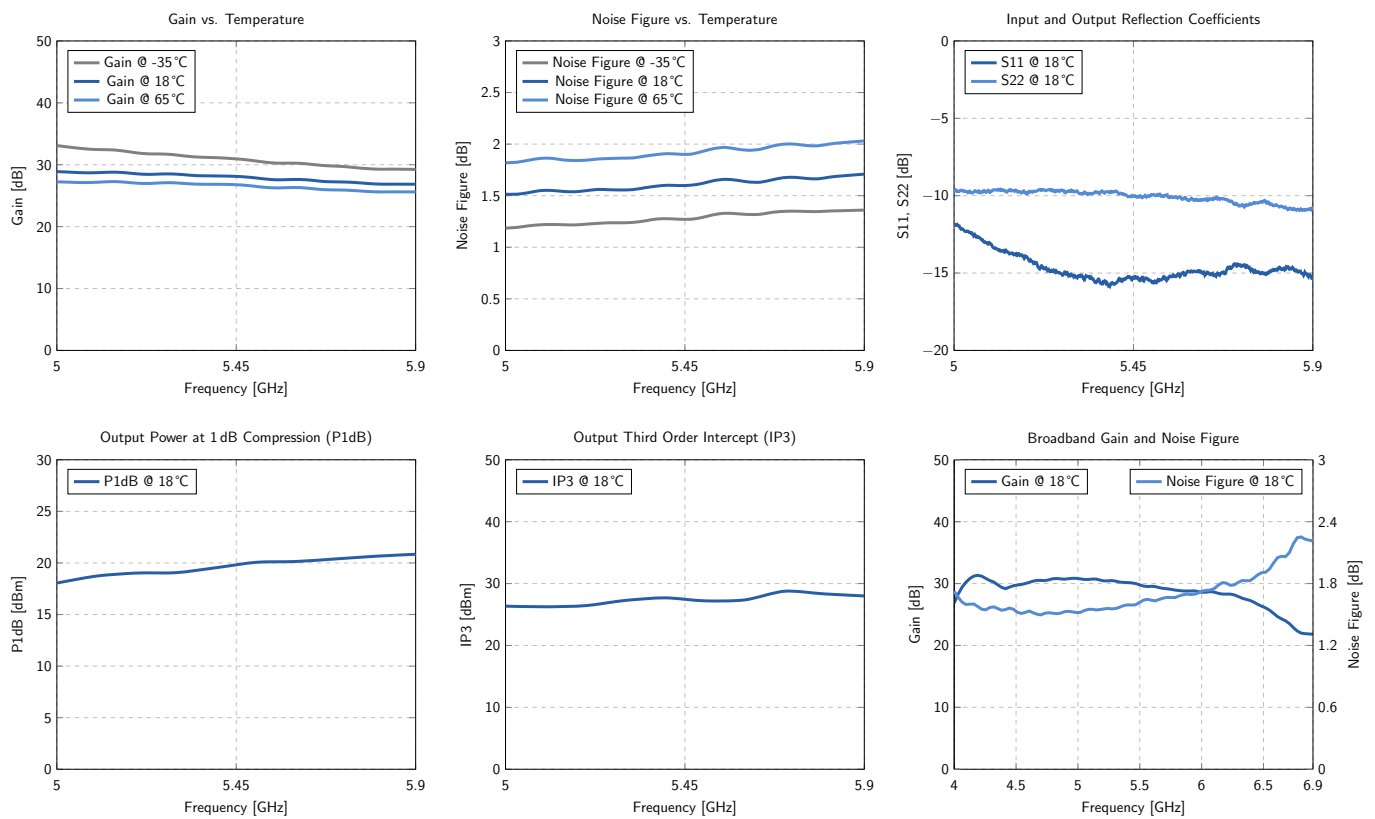 Gain vs. Temperature
50
40
30
20
10
0
Gain [dB]
Gain @ -35℃
Gain @ 18℃
Gain @ 65℃
5
5.45
5.9
Frequency [GHz]
Noise Figure vs. Temperature
3
2.5
2
1.5
1
0.5
0
Noise Figure [dB]
Noise Figure @ -35℃
Noise Figure @ 18℃
Noise Figure @ 65℃
5
5.45
5.9
Frequency [GHz]
Input and Output Reflection Coefficients
0
−5
−10
−15
−20
S11, S22 [dB]
S11 @ 18℃
S22 @ 18℃
5
5.45
5.9
Frequency [GHz]
Output Power at 1 dB Compression (P1dB)
30
25
20
15
10
5
0
P1dB [dBm]
P1dB @ 18℃
5
5.45
5.9
Frequency [GHz]
Output Third Order Intercept (IP3)
50
40
30
20
10
0
IP3 [dBm]
IP3 @ 18℃
5
5.45
5.9
Frequency [GHz]
Broadband Gain and Noise Figure
50
40
30
20
10
0
Gain [dB]
Gain @ 18℃
Noise Figure @ 18℃
3
2.4
1.8
1.2
0.6
0
Noise Figure [dB]
4
4.5
5
5.5
6
6.5
6.9
Frequency [GHz]